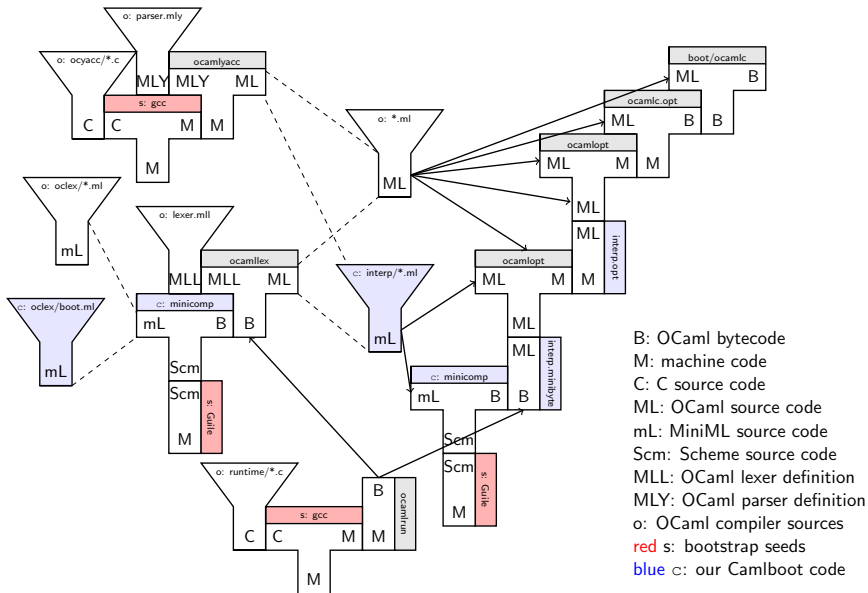 o: parser.mly
o: ocyacc/*.c
ocamlyacc
MLY
MLY
ML
s: gcc
C
C
M
M
M
boot/ocamlc
ML
B
ocamlc.opt
ML
B
B
ocamlopt
ML
M
M
ML
ML
M
interp.opt
o: *.ml
ML
o: oclex/*.ml
mL
o: lexer.mll
ocamllex
MLL
MLL
ML
c: minicomp
mL
B
B
Scm
Scm
M
s: Guile
c: oclex/boot.ml
mL
c: interp/*.ml
mL
ocamlopt
ML
M
ML
ML
B
interp.minibyte
c: minicomp
mL
B
Scm
Scm
M
s: Guile
o: runtime/*.c
C
s: gcc
C
M
M
B
M
ocamlrun
B: OCaml bytecode
M: machine code
C: C source code
ML: OCaml source code
mL: MiniML source code
Scm: Scheme source code
MLL: OCaml lexer definition
MLY: OCaml parser definition
o: OCaml compiler sources
red s: bootstrap seeds
blue c: our Camlboot code